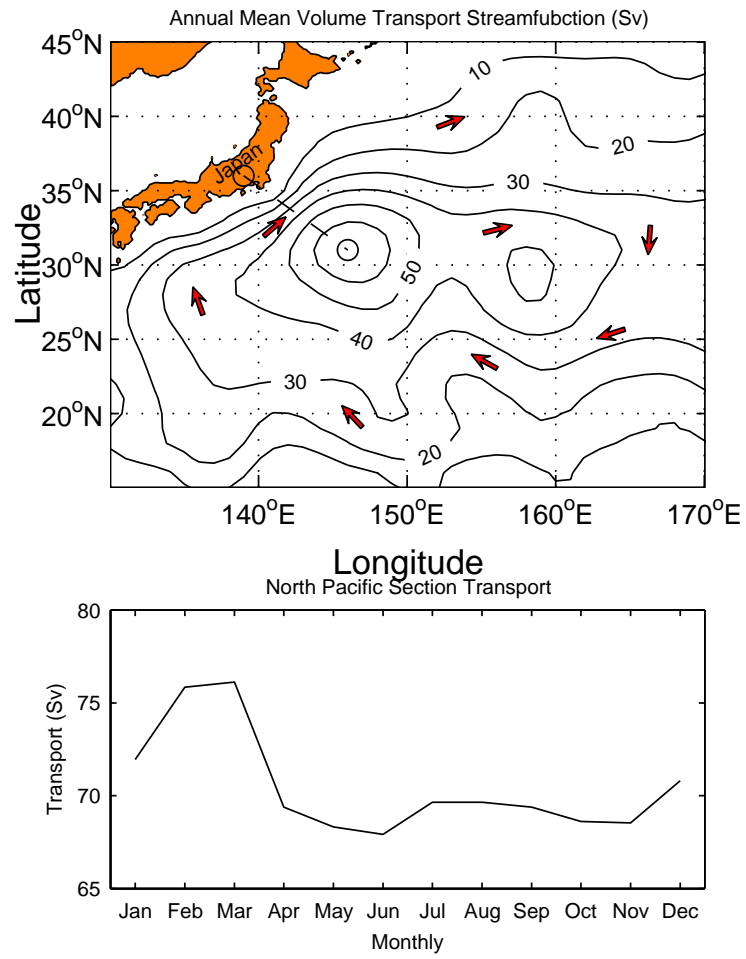 Annual Mean Volume Transport Streamfubction (Sv)
45°N
40°N
35°N
30°N
25°N
20°N
Latitude
Japan
10
20
30
50
40
30
20
140°E 150°E 160°E 170°E
Longitude
North Pacific Section Transport
80
75
70
65
Transport (Sv)
Jan Feb Mar Apr May Jun Jul Aug Sep Oct Nov Dec
Monthly